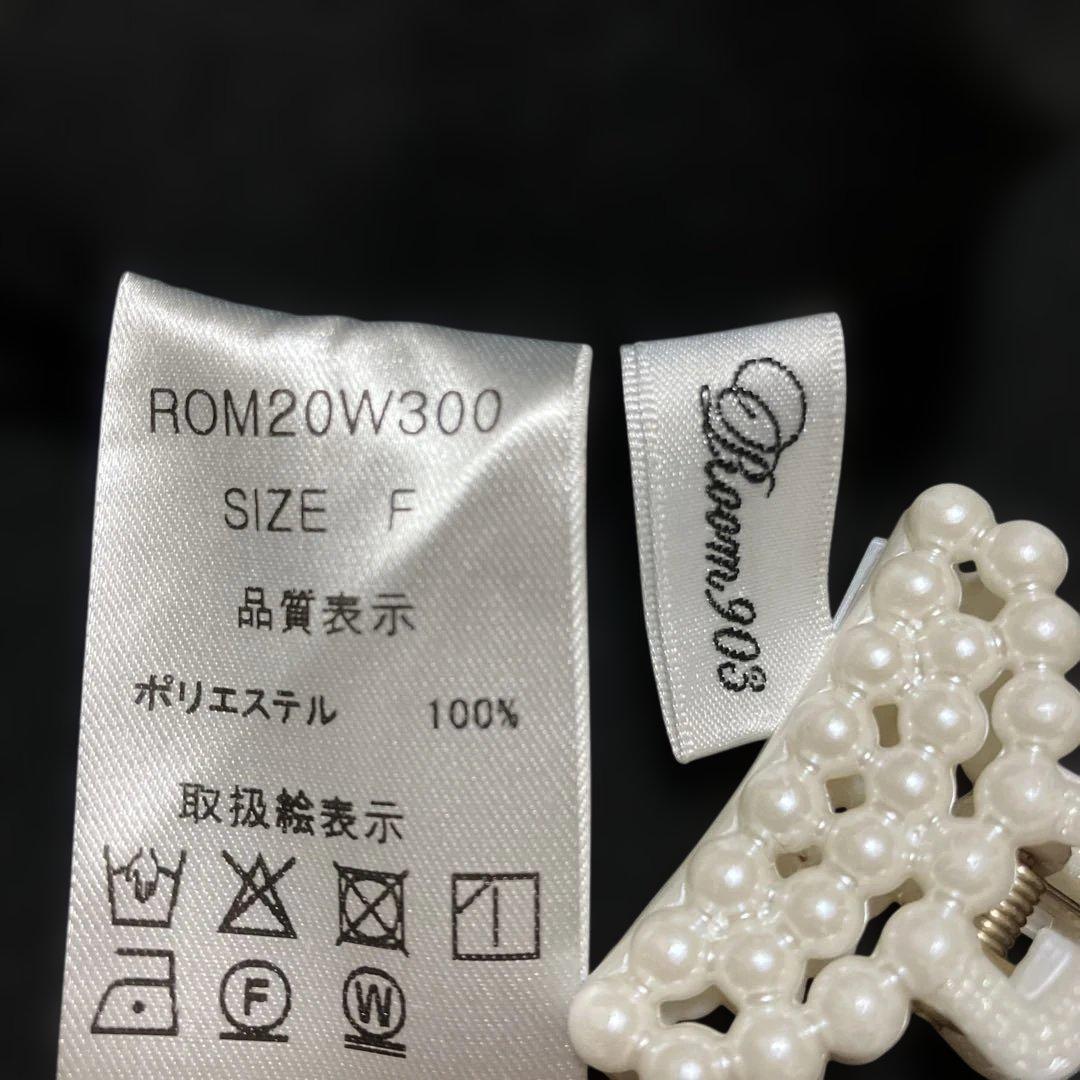 ROM20W300
SIZE F
品質表示
ポリエステル 100%
取扱絵表示
F W
Room903